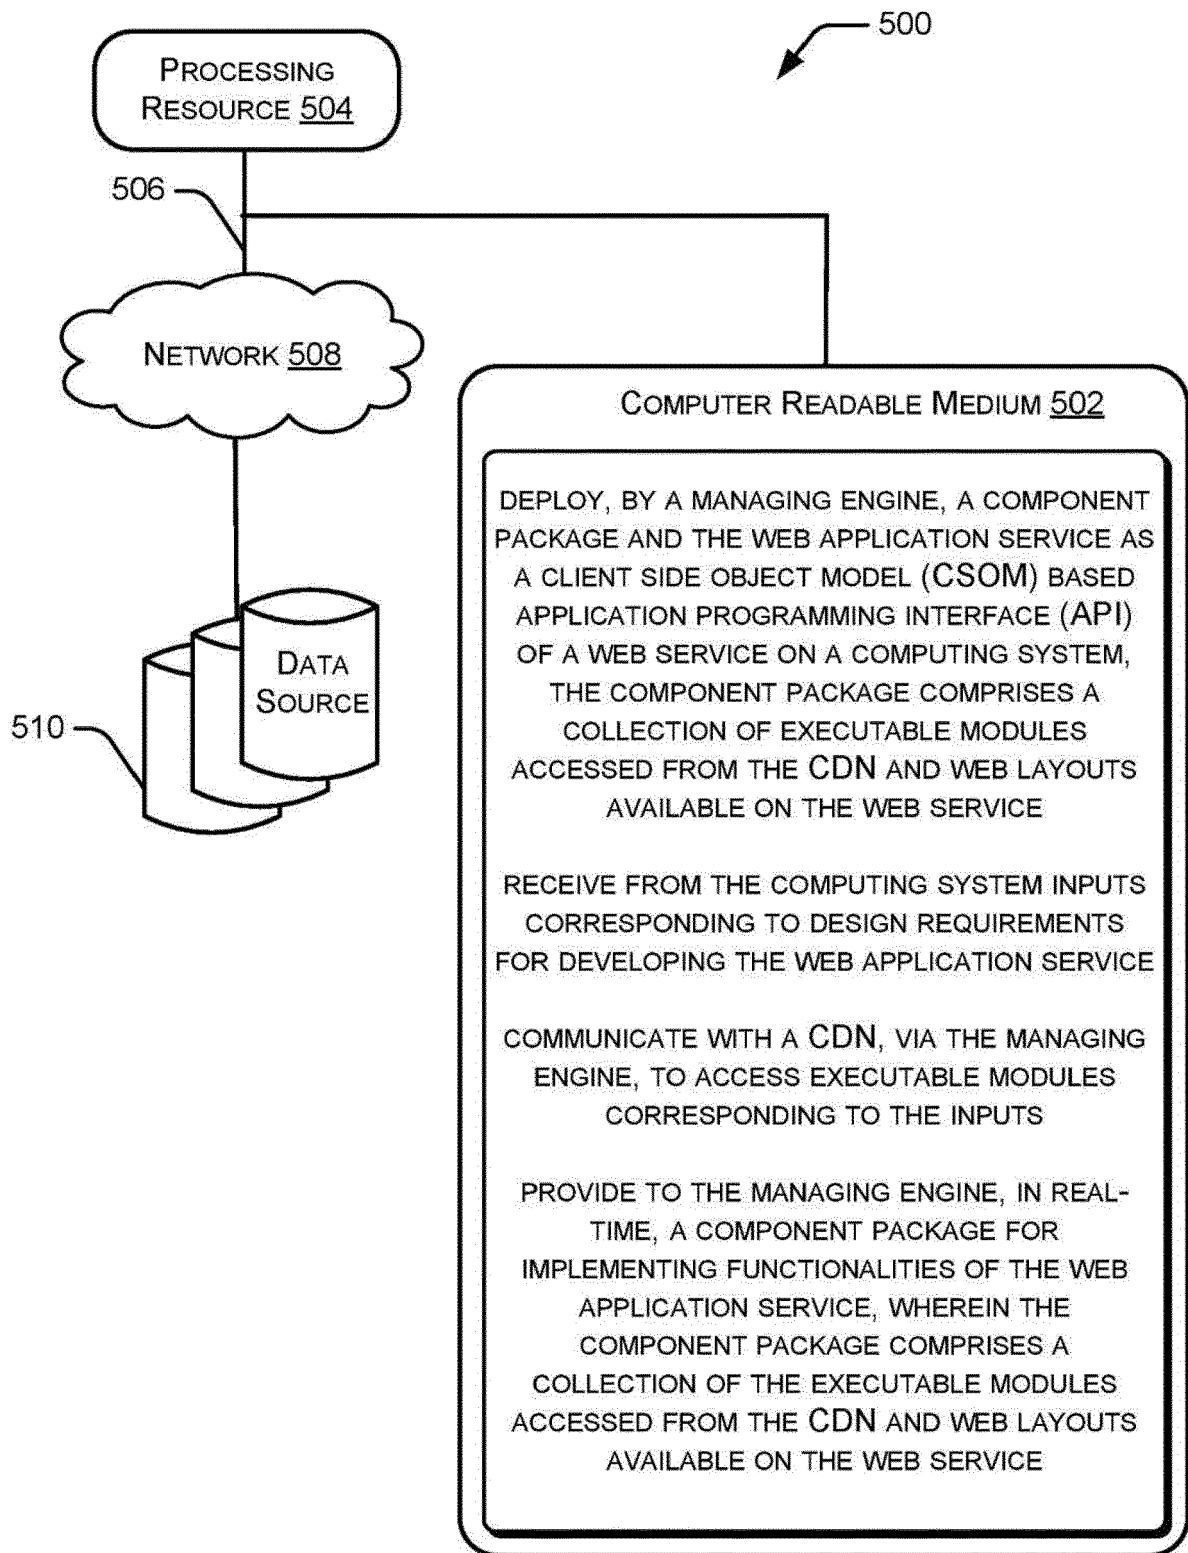 500
PROCESSING
RESOURCE 504
506
NETWORK 508
COMPUTER READABLE MEDIUM 502
DEPLOY, BY A MANAGING ENGINE, A COMPONENT
PACKAGE AND THE WEB APPLICATION SERVICE AS
A CLIENT SIDE OBJECT MODEL (CSOM) BASED
APPLICATION PROGRAMMING INTERFACE (API)
OF A WEB SERVICE ON A COMPUTING SYSTEM,
THE COMPONENT PACKAGE COMPRISES A
COLLECTION OF EXECUTABLE MODULES
ACCESSED FROM THE CDN AND WEB LAYOUTS
AVAILABLE ON THE WEB SERVICE
RECEIVE FROM THE COMPUTING SYSTEM INPUTS
CORRESPONDING TO DESIGN REQUIREMENTS
FOR DEVELOPING THE WEB APPLICATION SERVICE
COMMUNICATE WITH A CDN, VIA THE MANAGING
ENGINE, TO ACCESS EXECUTABLE MODULES
CORRESPONDING TO THE INPUTS
PROVIDE TO THE MANAGING ENGINE, IN REAL-
TIME, A COMPONENT PACKAGE FOR
IMPLEMENTING FUNCTIONALITIES OF THE WEB
APPLICATION SERVICE, WHEREIN THE
COMPONENT PACKAGE COMPRISES A
COLLECTION OF THE EXECUTABLE MODULES
ACCESSED FROM THE CDN AND WEB LAYOUTS
AVAILABLE ON THE WEB SERVICE
DATA
SOURCE
510